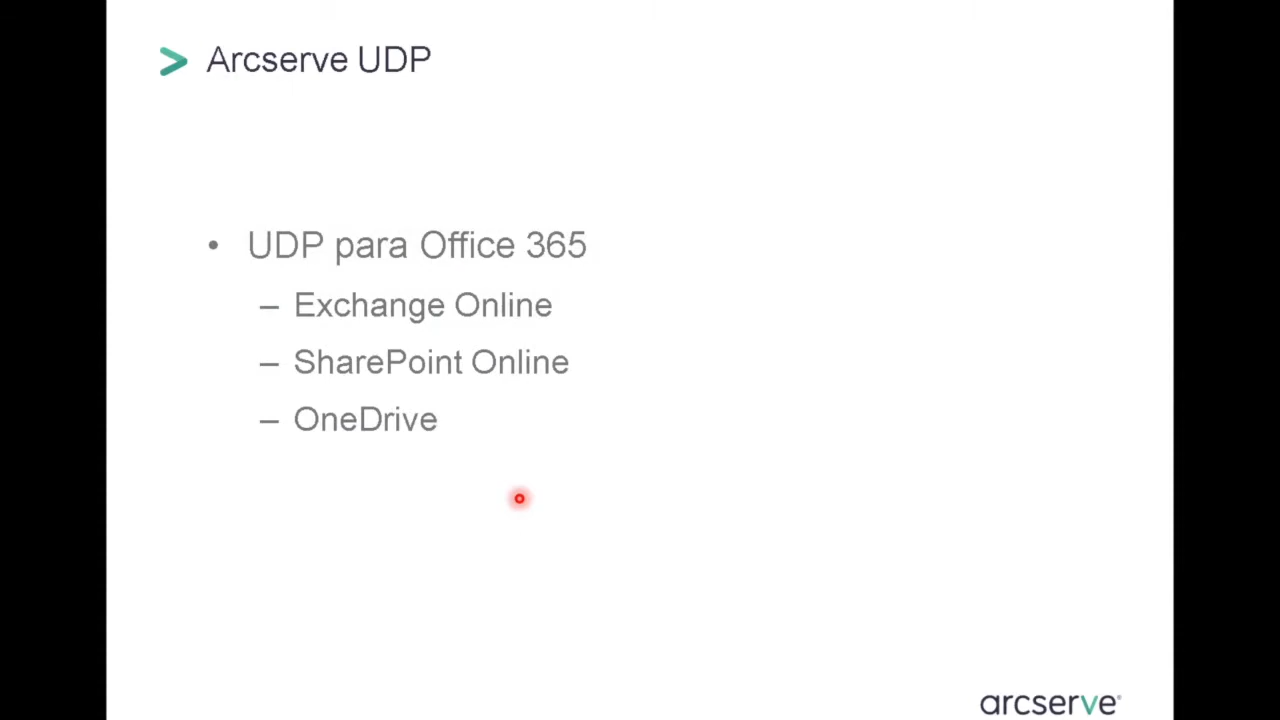 Arcserve UDP
• UDP para Office 365
– Exchange Online
– SharePoint Online
– OneDrive
arcserve®